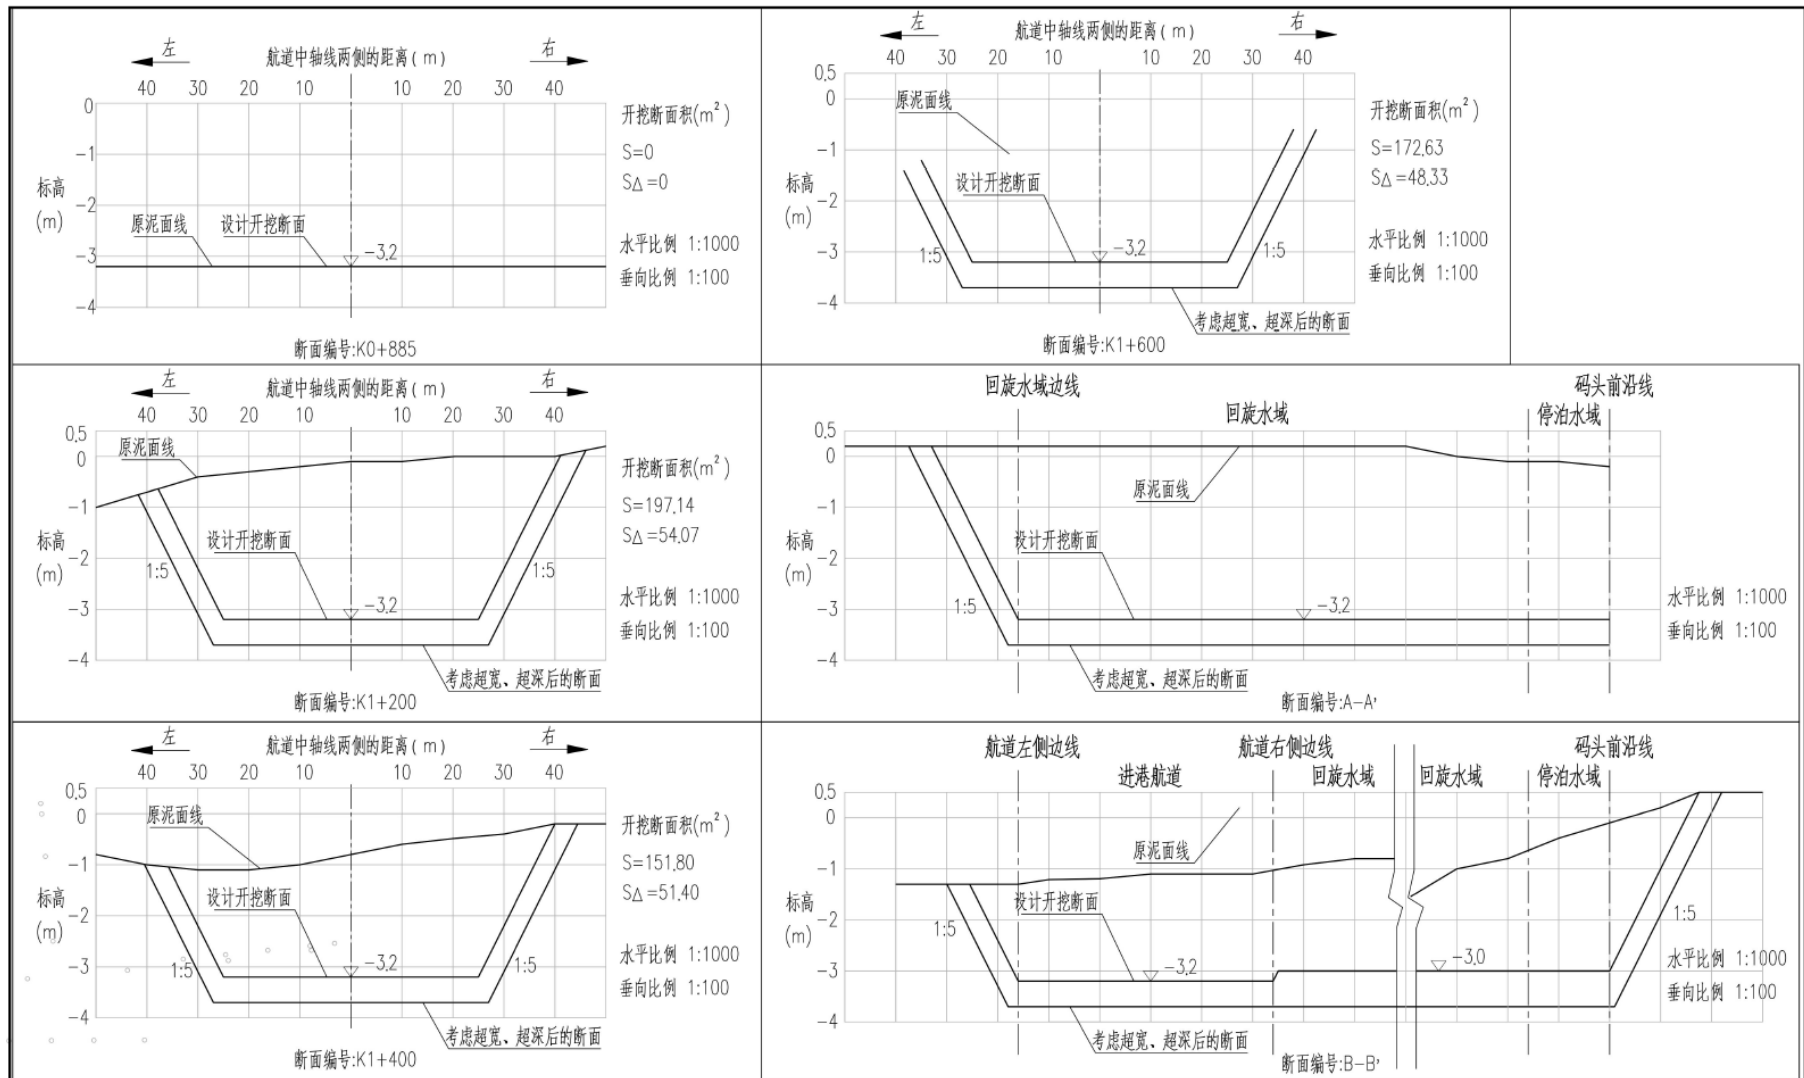 左
航道中轴线两侧的距离(m)
右
40 30 20 10 10 20 30 40
0
-1
-2
-3
-4
标高
(m)
原泥面线
设计开挖断面
-3.2
开挖断面积(m²)
S=0
S△=0
水平比例 1:1000
垂向比例 1:100
断面编号:K0+885
左
航道中轴线两侧的距离(m)
右
40 30 20 10 10 20 30 40
0.5
0
-1
-2
-3
-4
标高
(m)
原泥面线
设计开挖断面
-3.2
1:5
1:5
考虑超宽、超深后的断面
开挖断面积(m²)
S=172.63
S△=48.33
水平比例 1:1000
垂向比例 1:100
断面编号:K1+600
左
航道中轴线两侧的距离(m)
右
40 30 20 10 10 20 30 40
0.5
0
-1
-2
-3
-4
标高
(m)
原泥面线
设计开挖断面
-3.2
1:5
1:5
考虑超宽、超深后的断面
开挖断面积(m²)
S=197.14
S△=54.07
水平比例 1:1000
垂向比例 1:100
断面编号:K1+200
回旋水域边线
回旋水域
码头前沿线
停泊水域
0.5
0
-1
-2
-3
-4
标高
(m)
原泥面线
设计开挖断面
-3.2
1:5
考虑超宽、超深后的断面
水平比例 1:1000
垂向比例 1:100
断面编号:A-A'
左
航道中轴线两侧的距离(m)
右
40 30 20 10 10 20 30 40
0.5
0
-1
-2
-3
-4
标高
(m)
原泥面线
设计开挖断面
-3.2
1:5
1:5
考虑超宽、超深后的断面
开挖断面积(m²)
S=151.80
S△=51.40
水平比例 1:1000
垂向比例 1:100
断面编号:K1+400
航道左侧边线
航道右侧边线
码头前沿线
进港航道
回旋水域
回旋水域
停泊水域
0.5
0
-1
-2
-3
-4
标高
(m)
原泥面线
设计开挖断面
-3.2
-3.0
1:5
1:5
考虑超宽、超深后的断面
水平比例 1:1000
垂向比例 1:100
断面编号:B-B'